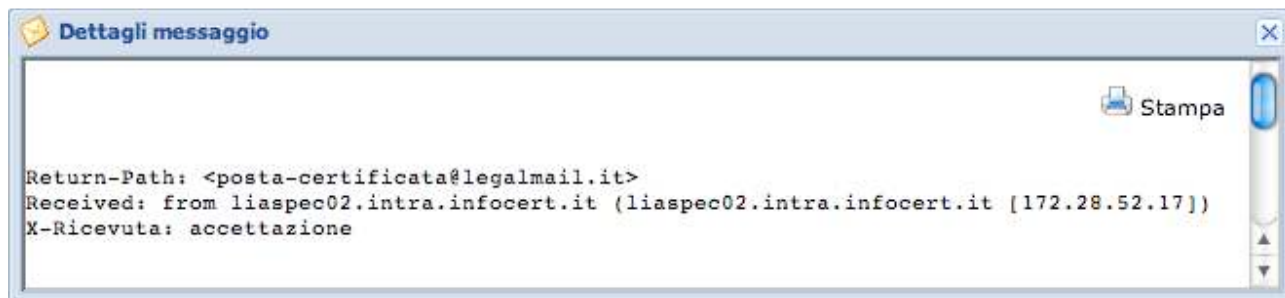 Dettagli messaggio
Stampa
Return-Path: <posta-certificata@legalmail.it>
Received: from liaspec02.intra.infocert.it (liaspec02.intra.infocert.it [172.28.52.17])
X-Ricevuta: accettazione